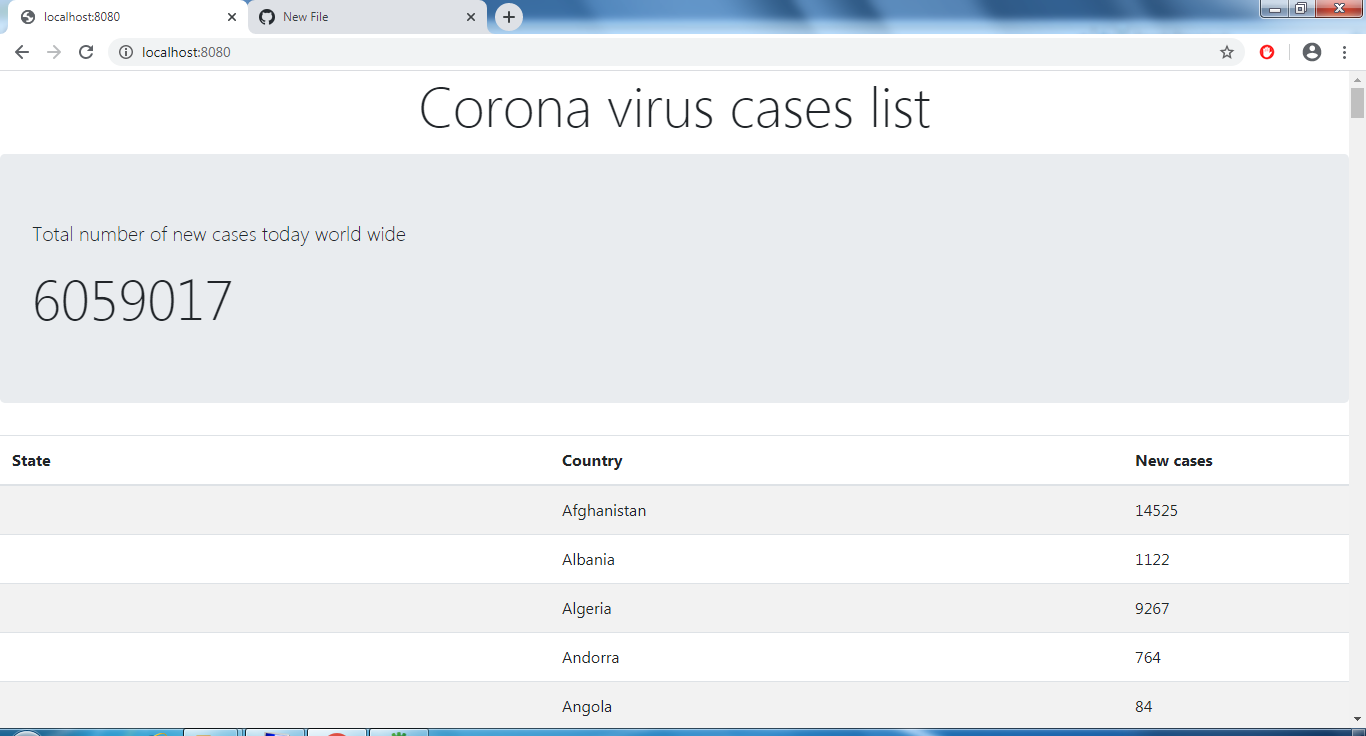 localhost:8080
New File
localhost:8080
Corona virus cases list
Total number of new cases today world wide
6059017
State Country New cases
Afghanistan 14525
Albania 1122
Algeria 9267
Andorra 764
Angola 84